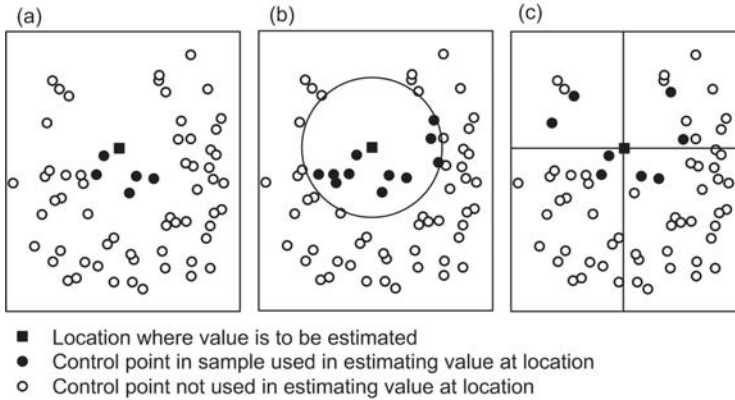 (a)
(b)
(c)
Location where value is to be estimated
Control point in sample used in estimating value at location
Control point not used in estimating value at location